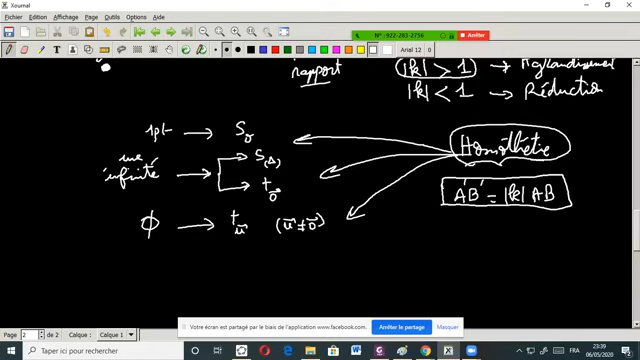 Xournal
Fichier Edition Affichage Page Outils Options Aide
N° : 922-283-2756
Arrêter
Arial 12
rapport
|k| > 1 → Agrandissement
|k| < 1 → Réduction
1pt → S
une infinité → S(Δ)
t 0⃗
ϕ → t u⃗ (u⃗ ≠ 0⃗)
Homothétie
A'B' = |k| AB
Votre écran est partagé par le biais de l'application www.facebook.com.
Arrêter le partage
Masquer
Page 2 de 2 Calque : Calque 1
Taper ici pour rechercher
FRA
23:39
06/05/2020